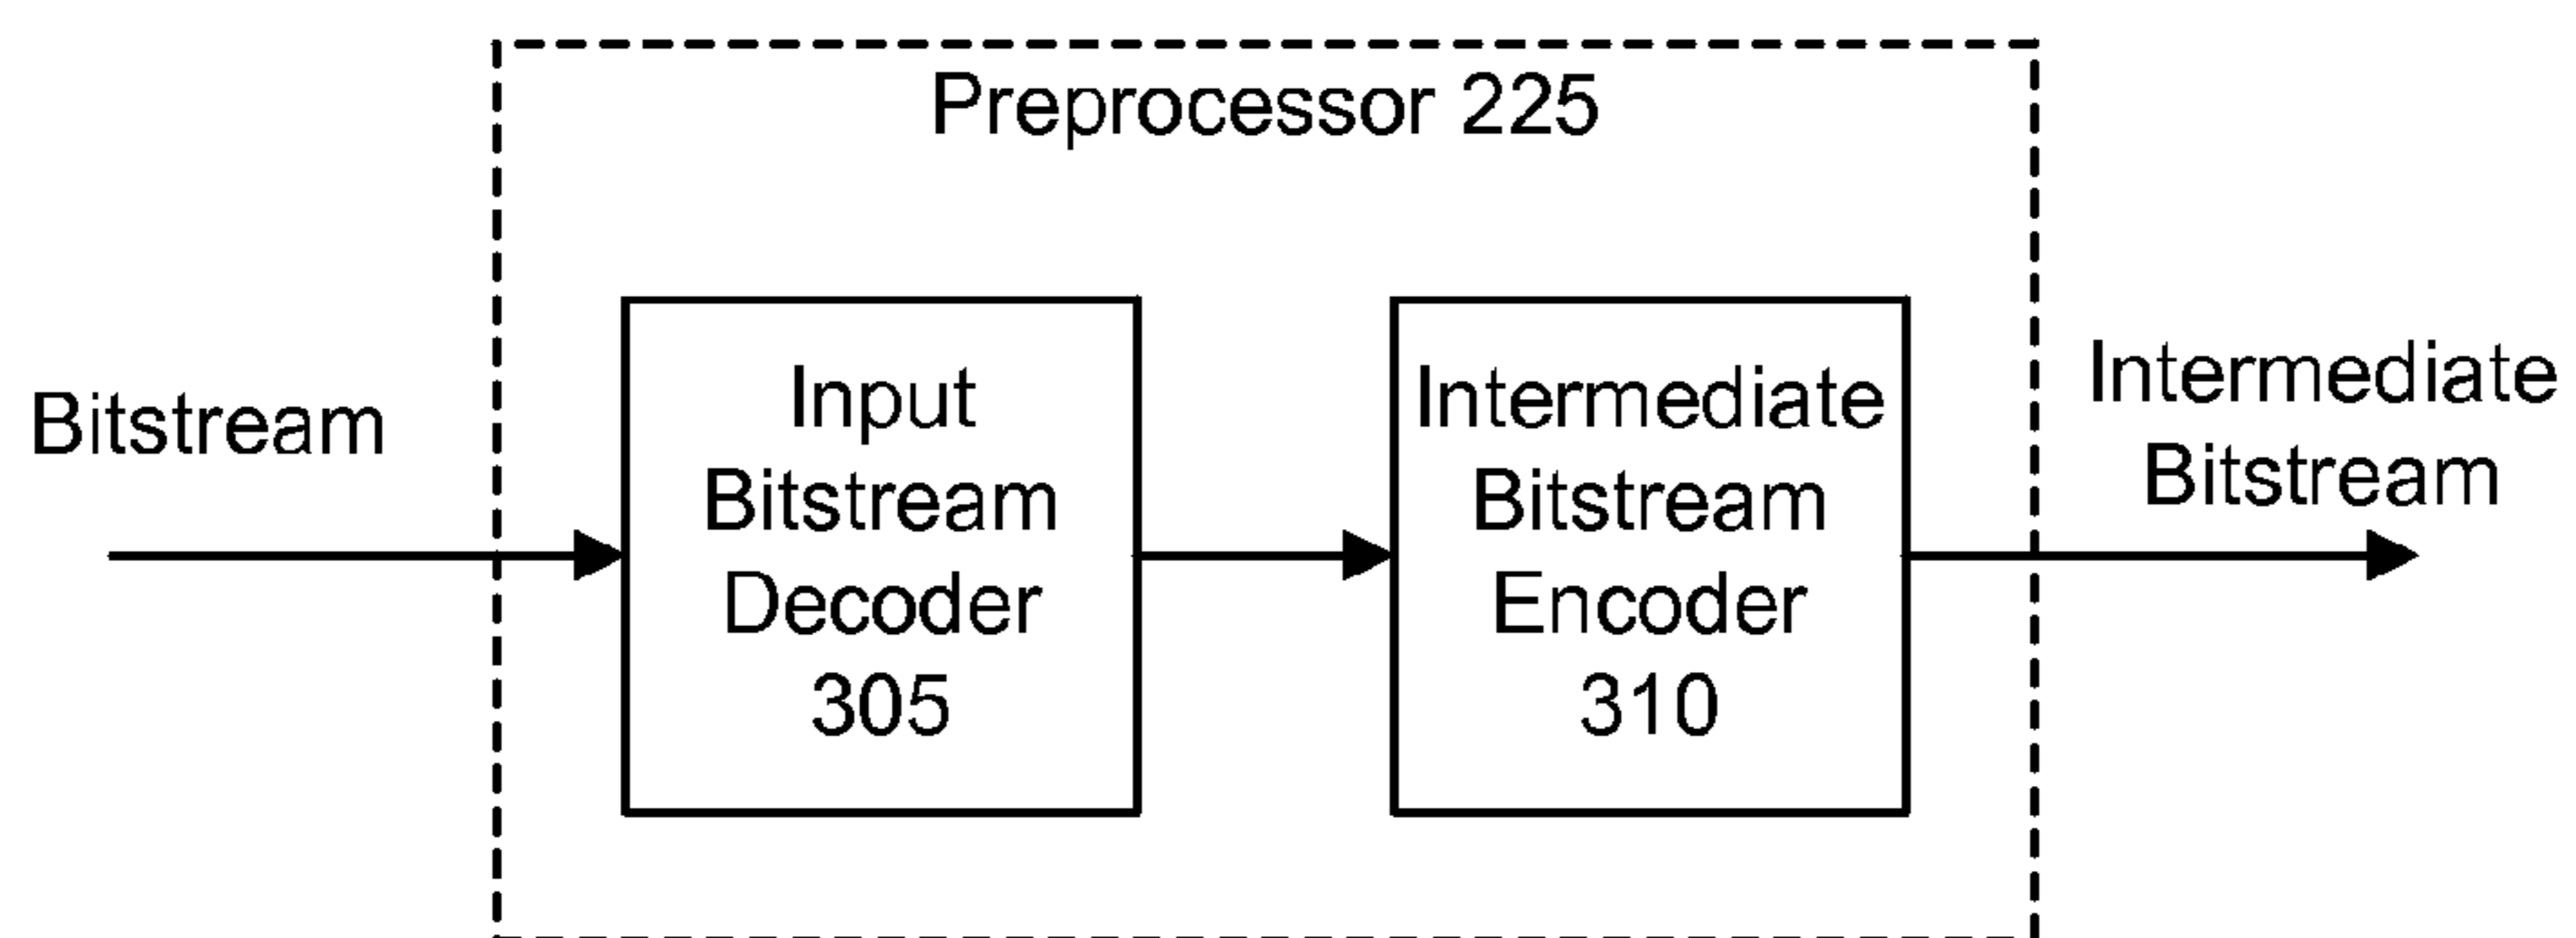 Preprocessor 225
Bitstream
Input
Bitstream
Decoder
305
Intermediate
Bitstream
Encoder
310
Intermediate
Bitstream